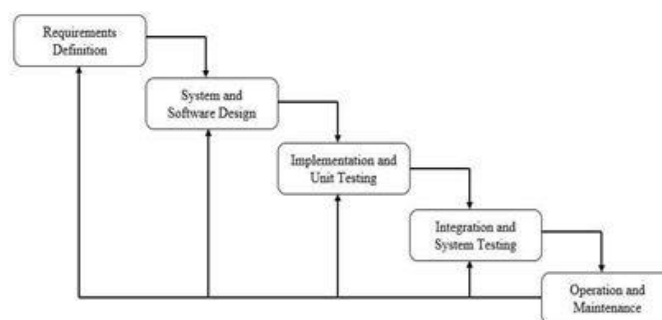 Requirements
Definition
System and
Software Design
Implementation and
Unit Testing
Integration and
System Testing
Operation and
Maintenance